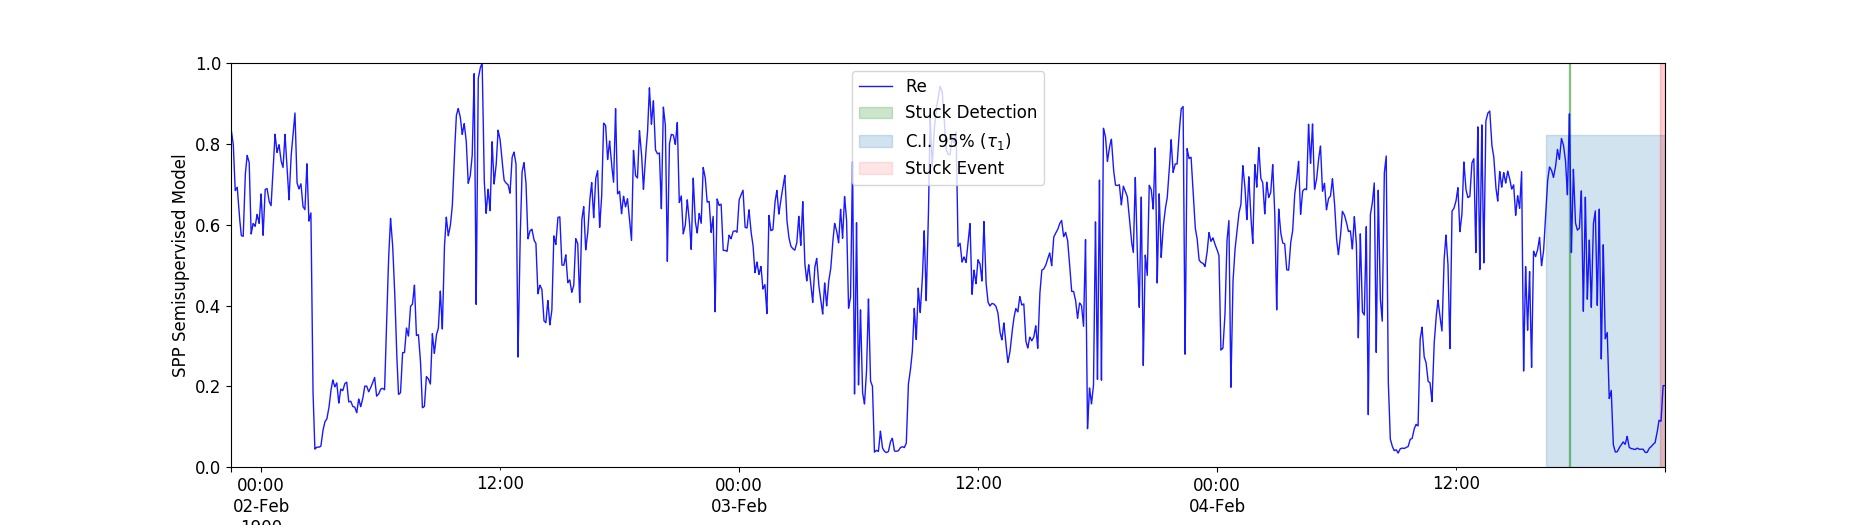 1.0
0.8
0.6
0.4
0.2
0.0
SPP Semisupervised Model
Re
Stuck Detection
C.I. 95% (τ₁)
Stuck Event
00:00 12:00 00:00 12:00 00:00 12:00
02-Feb 03-Feb 04-Feb
1900